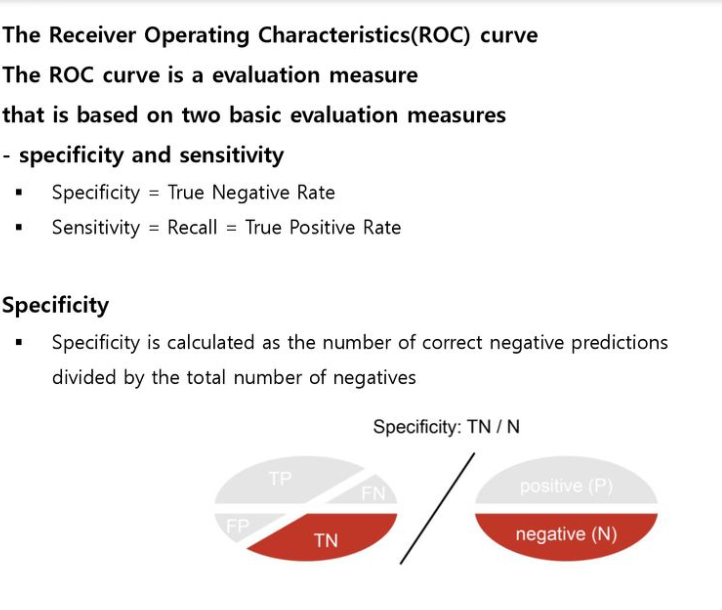 The Receiver Operating Characteristics(ROC) curve
The ROC curve is a evaluation measure
that is based on two basic evaluation measures
- specificity and sensitivity
▪ Specificity = True Negative Rate
▪ Sensitivity = Recall = True Positive Rate
Specificity
▪ Specificity is calculated as the number of correct negative predictions
divided by the total number of negatives
Specificity: TN / N
TP
FN
FP
TN
positive (P)
negative (N)